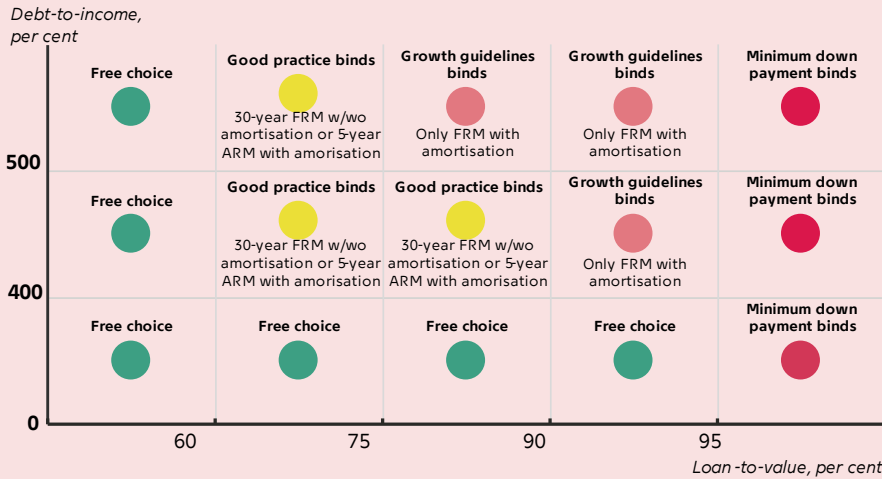 Debt-to-income,
per cent
Free choice
Good practice binds
30-year FRM w/wo
amortisation or 5-year
ARM with amorisation
Growth guidelines
binds
Only FRM with
amortisation
Growth guidelines
binds
Only FRM with
amortisation
Minimum down
payment binds
500
Free choice
Good practice binds
30-year FRM w/wo
amortisation or 5-year
ARM with amortisation
Good practice binds
30-year FRM w/wo
amortisation or 5-year
ARM with amortisation
Growth guidelines
binds
Only FRM with
amortisation
Minimum down
payment binds
400
Free choice
Free choice
Free choice
Free choice
Minimum down
payment binds
0
60
75
90
95
Loan-to-value, per cent